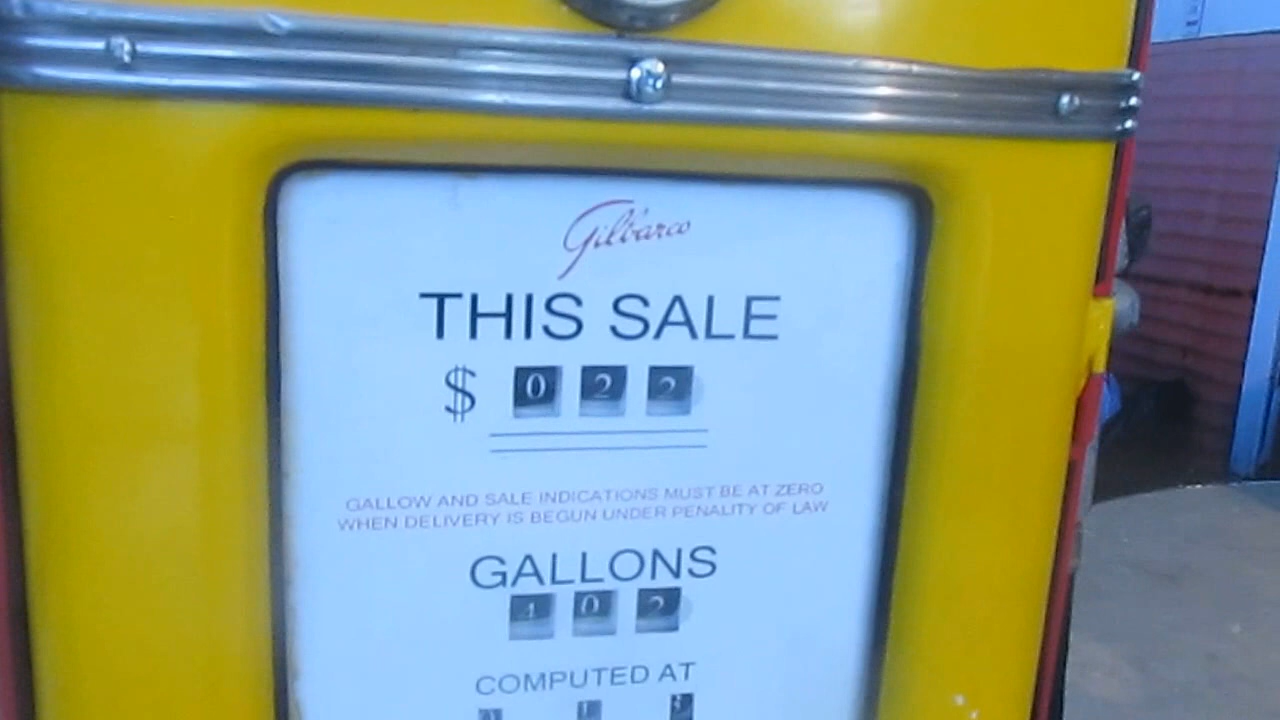 Gilbarco
THIS SALE
$ 0 2 2
GALLOW AND SALE INDICATIONS MUST BE AT ZERO
WHEN DELIVERY IS BEGUN UNDER PENALITY OF LAW
GALLONS
4 0 2
COMPUTED AT